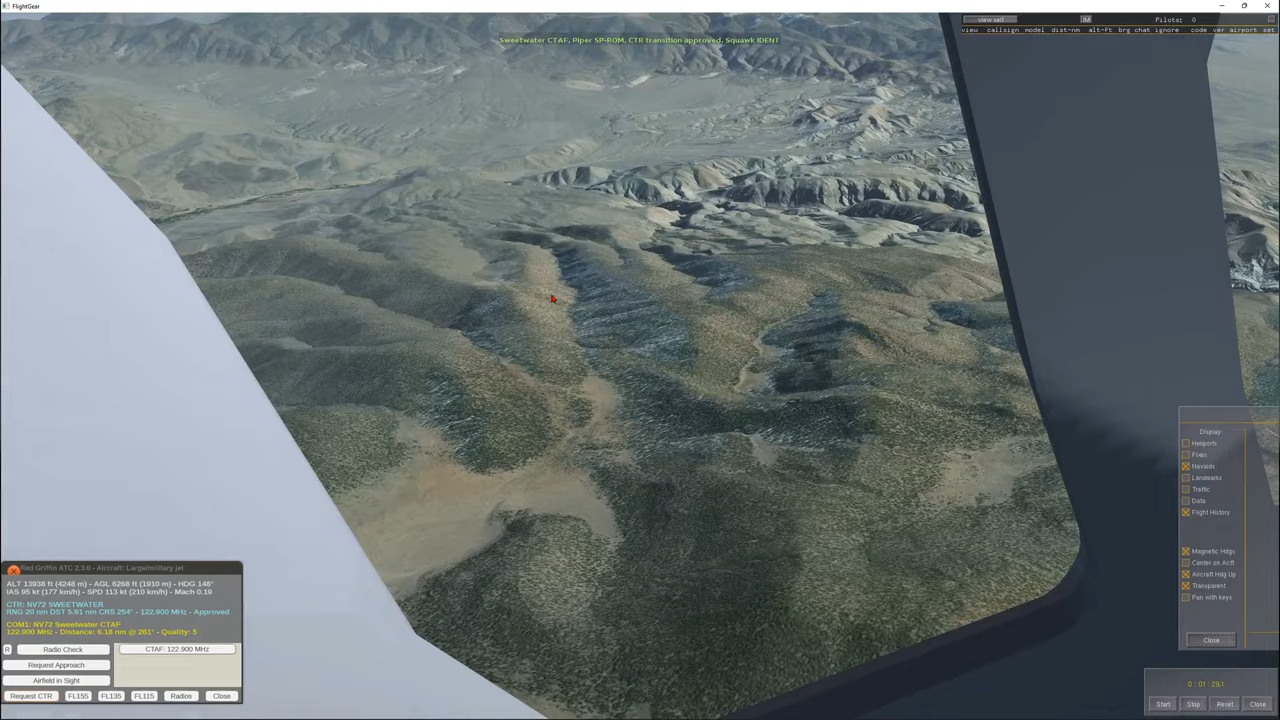 FlightGear
view self IM Pilots: 0
view callsign model dist-nm alt-ft brg chat ignore code ver airport set
Sweetwater CTAF, Piper SP-ROM, CTR transition approved, Squawk IDENT
Display:
Heliports
Fixes
Navaids
Landmarks
Traffic
Data
Flight History
Magnetic Hdgs
Center on Acft
Aircraft Hdg Up
Transparent
Pan with keys
Close
Red Griffin ATC 2.3.0 - Aircraft: Large/military jet
ALT 13938 ft (4248 m) - AGL 6268 ft (1910 m) - HDG 148°
IAS 95 kt (177 km/h) - SPD 113 kt (210 km/h) - Mach 0.19
CTR: NV72 SWEETWATER
RNG 20 nm DST 5.91 nm CRS 254° - 122.900 MHz - Approved
COM1: NV72 Sweetwater CTAF
122.900 MHz - Distance: 6.18 nm @ 261° - Quality: 5
R Radio Check CTAF: 122.900 MHz
Request Approach
Airfield in Sight
Request CTR FL155 FL135 FL115 Radios Close
Start Stop Reset Close